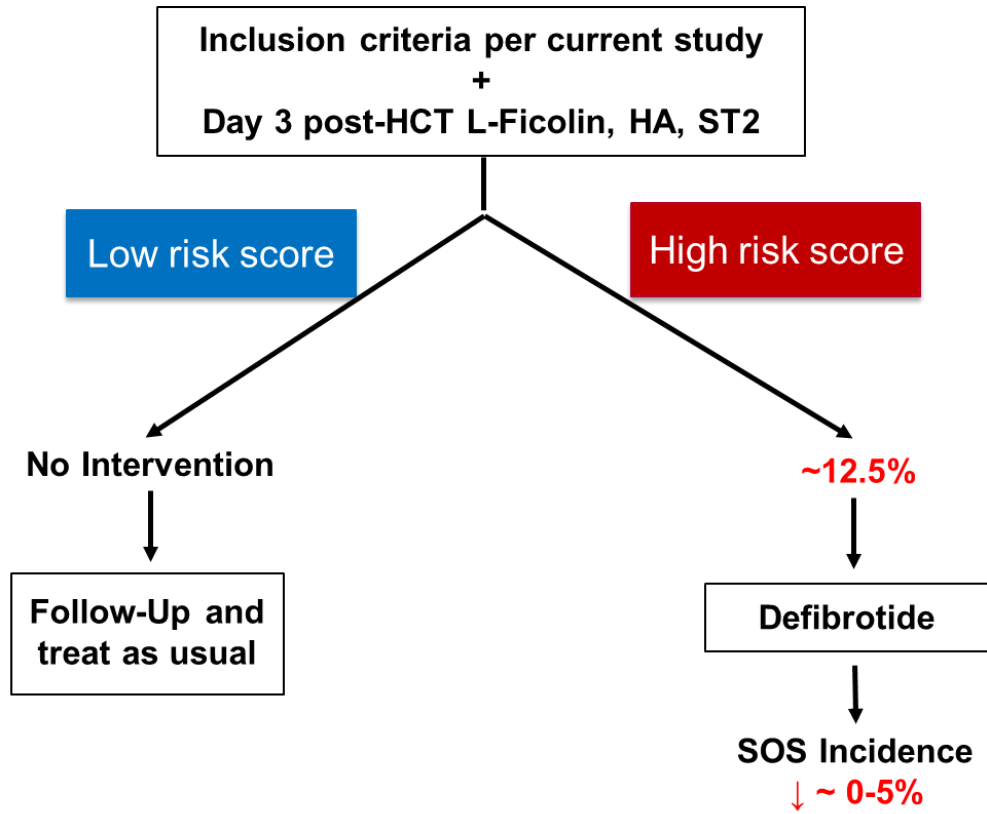 Inclusion criteria per current study
+
Day 3 post-HCT L-Ficolin, HA, ST2
Low risk score
High risk score
No Intervention
~12.5%
Follow-Up and
treat as usual
Defibrotide
SOS Incidence
↓ ~ 0-5%